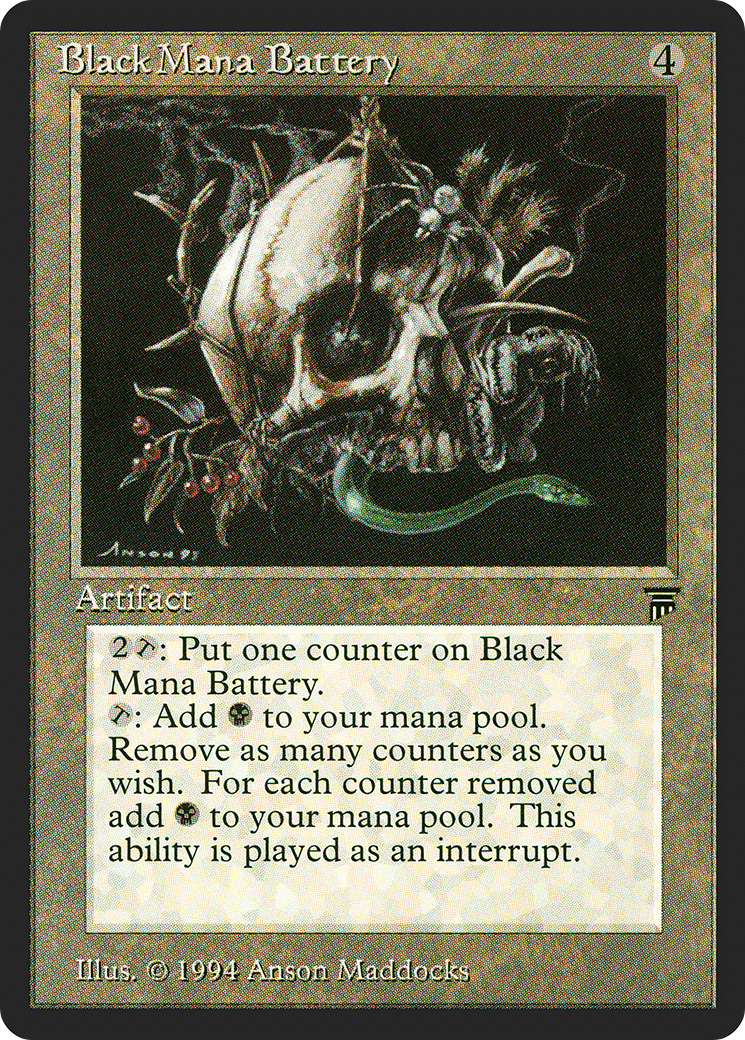 Black Mana Battery 4
ANSON 93
Artifact
2 : Put one counter on Black
Mana Battery.
: Add to your mana pool.
Remove as many counters as you
wish. For each counter removed
add to your mana pool. This
ability is played as an interrupt.
Illus. © 1994 Anson Maddocks